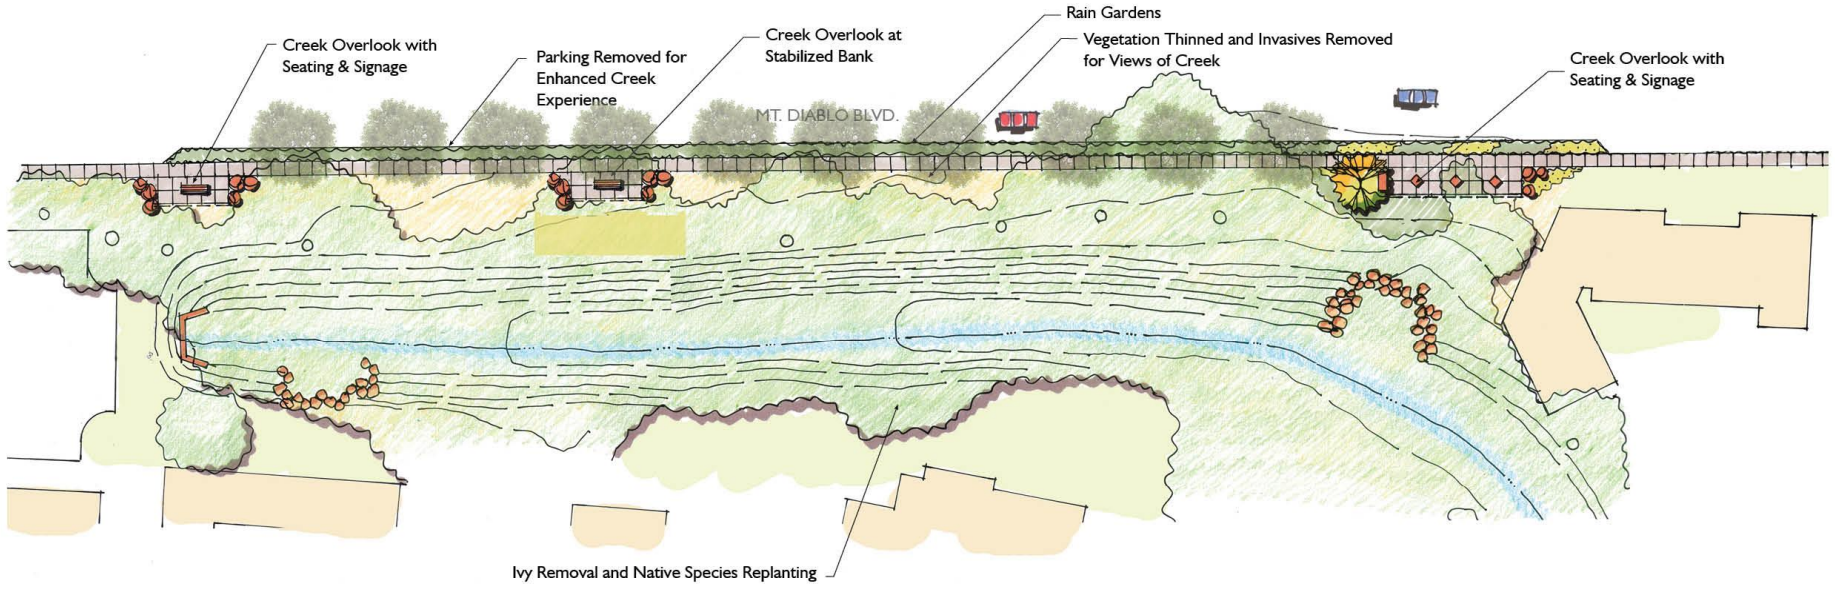 Rain Gardens
Creek Overlook with
Seating & Signage
Parking Removed for
Enhanced Creek
Experience
Creek Overlook at
Stabilized Bank
Vegetation Thinned and Invasives Removed
for Views of Creek
Creek Overlook with
Seating & Signage
MT. DIABLO BLVD.
Ivy Removal and Native Species Replanting